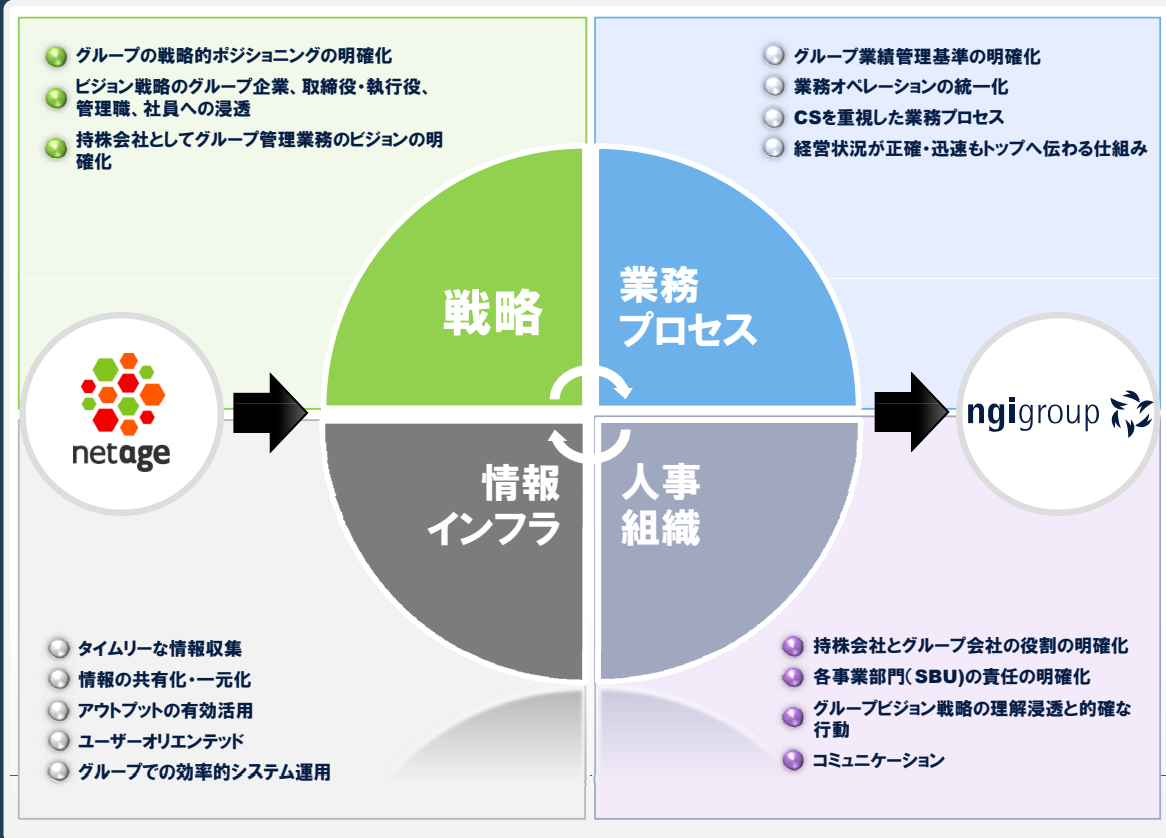 グループの戦略的ポジショニングの明確化
ビジョン戦略のグループ企業、取締役・執行役、
管理職、社員への浸透
持株会社としてグループ管理業務のビジョンの明
確化
グループ業績管理基準の明確化
業務オペレーションの統一化
CSを重視した業務プロセス
経営状況が正確・迅速もトップへ伝わる仕組み
戦略
業務
プロセス
netage
ngigroup
情報
インフラ
人事
組織
タイムリーな情報収集
情報の共有化・一元化
アウトプットの有効活用
ユーザーオリエンテッド
グループでの効率的システム運用
持株会社とグループ会社の役割の明確化
各事業部門(SBU)の責任の明確化
グループビジョン戦略の理解浸透と的確な
行動
コミュニケーション